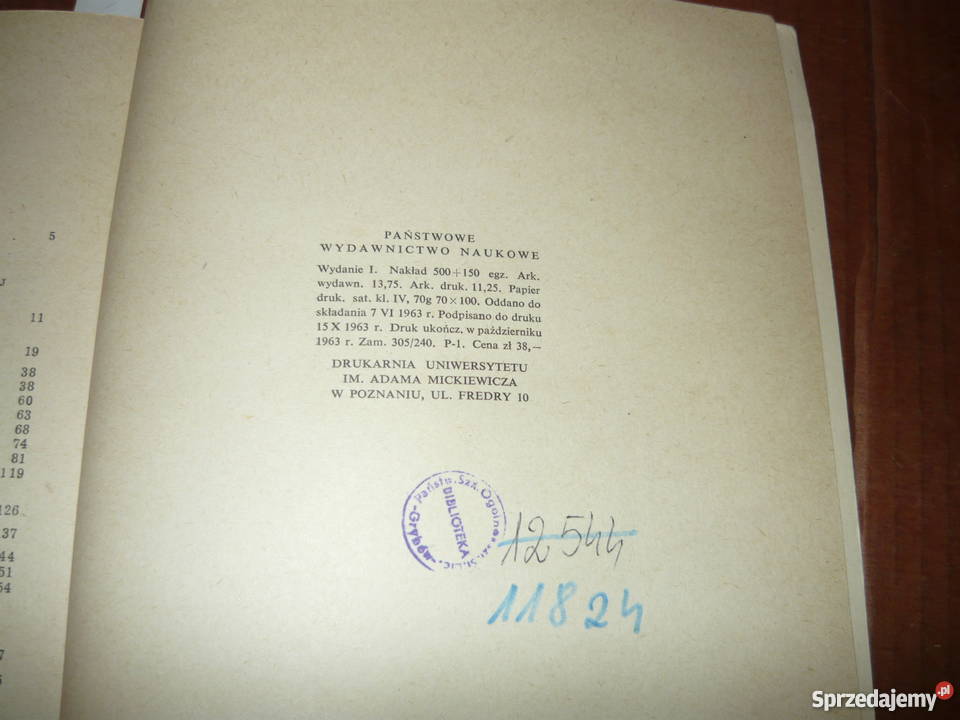 . 5
J
11
19
38
38
60
63
68
74
81
119
126
37
44
51
54
7
PAŃSTWOWE
WYDAWNICTWO NAUKOWE
Wydanie I. Nakład 500+150 egz. Ark.
wydawn. 13,75. Ark. druk. 11,25. Papier
druk. sat. kl. IV, 70g 70×100. Oddano do
składania 7 VI 1963 r. Podpisano do druku
15 X 1963 r. Druk ukończ. w październiku
1963 r. Zam. 305/240. P-1. Cena zł 38,—
DRUKARNIA UNIWERSYTETU
IM. ADAMA MICKIEWICZA
W POZNANIU, UL. FREDRY 10
Państw. Szk. Ogólno
BIBLIOTEKA
12544
11824
Sprzedajemy.pl